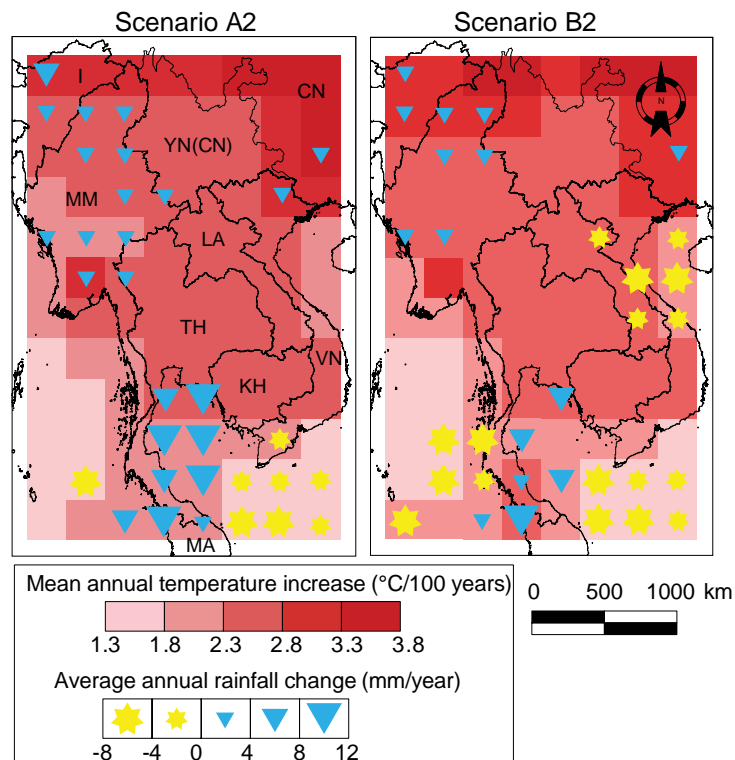 Scenario A2
Scenario B2
I
CN
N
YN(CN)
MM
LA
TH
VN
KH
MA
Mean annual temperature increase (°C/100 years)
1.3 1.8 2.3 2.8 3.3 3.8
Average annual rainfall change (mm/year)
-8 -4 0 4 8 12
0 500 1000 km